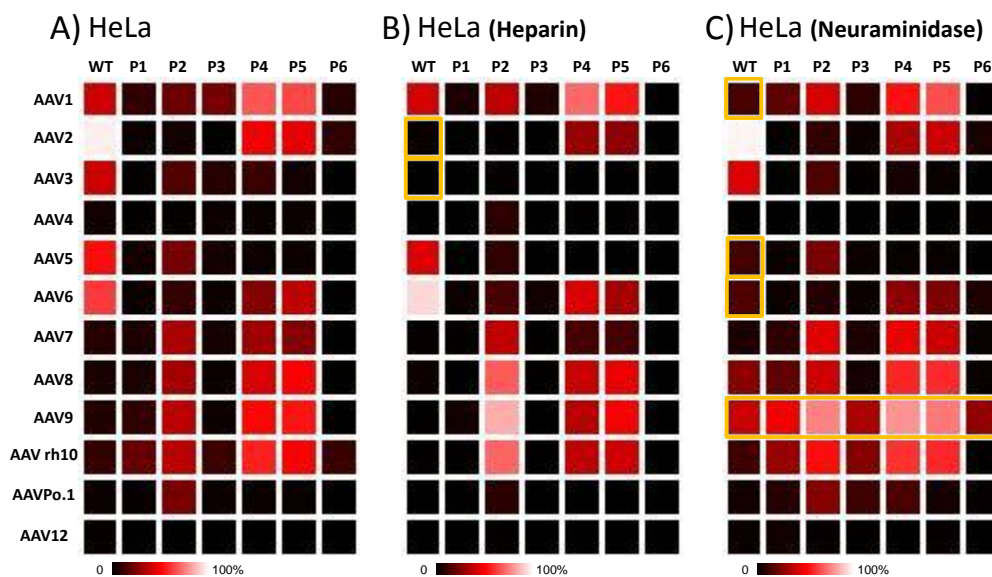 A) HeLa
B) HeLa (Heparin)
C) HeLa (Neuraminidase)
WT P1 P2 P3 P4 P5 P6
WT P1 P2 P3 P4 P5 P6
WT P1 P2 P3 P4 P5 P6
AAV1
AAV2
AAV3
AAV4
AAV5
AAV6
AAV7
AAV8
AAV9
AAV rh10
AAVPo.1
AAV12
0 100%
0 100%
0 100%